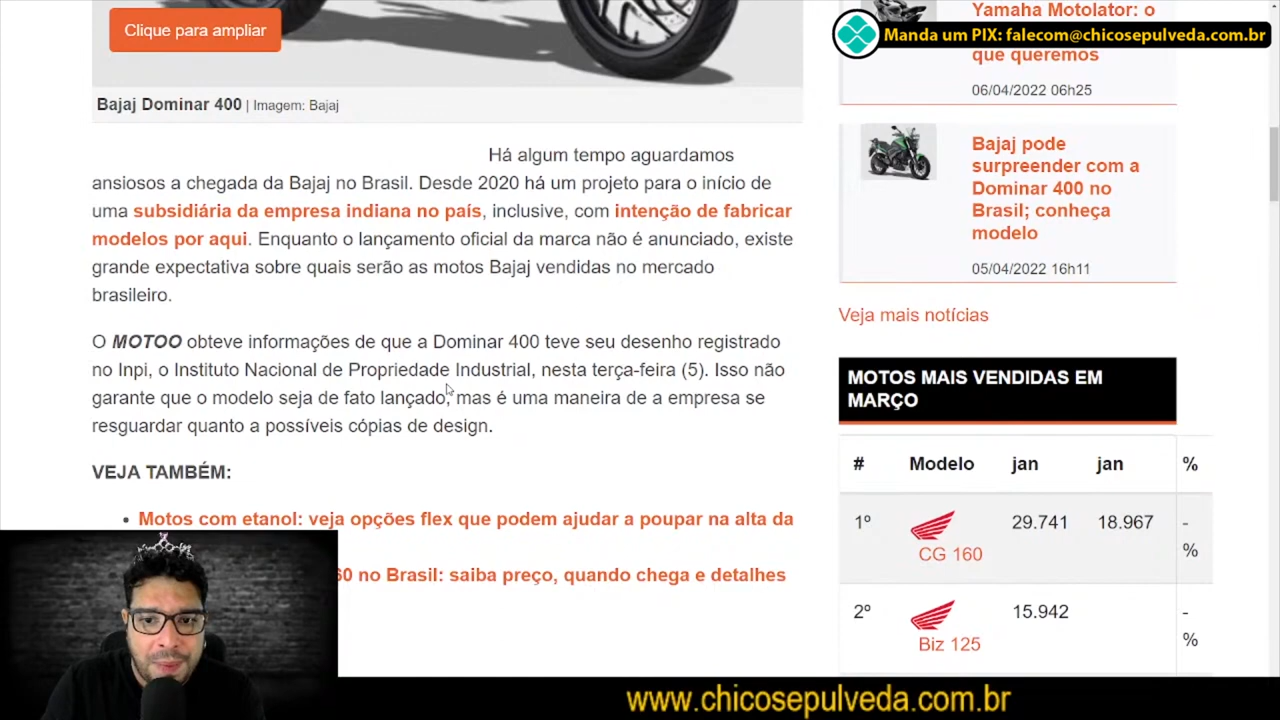 Clique para ampliar
Bajaj Dominar 400 | Imagem: Bajaj
Há algum tempo aguardamos
ansiosos a chegada da Bajaj no Brasil. Desde 2020 há um projeto para o início de
uma subsidiária da empresa indiana no país, inclusive, com intenção de fabricar
modelos por aqui. Enquanto o lançamento oficial da marca não é anunciado, existe
grande expectativa sobre quais serão as motos Bajaj vendidas no mercado
brasileiro.
O MOTOO obteve informações de que a Dominar 400 teve seu desenho registrado
no Inpi, o Instituto Nacional de Propriedade Industrial, nesta terça-feira (5). Isso não
garante que o modelo seja de fato lançado, mas é uma maneira de a empresa se
resguardar quanto a possíveis cópias de design.
VEJA TAMBÉM:
• Motos com etanol: veja opções flex que podem ajudar a poupar na alta da
60 no Brasil: saiba preço, quando chega e detalhes
Yamaha Motolator: o
Manda um PIX: falecom@chicosepulveda.com.br
que queremos
06/04/2022 06h25
Bajaj pode
surpreender com a
Dominar 400 no
Brasil; conheça
modelo
05/04/2022 16h11
Veja mais notícias
MOTOS MAIS VENDIDAS EM
MARÇO
# Modelo jan jan %
1º CG 160 29.741 18.967 - %
2º Biz 125 15.942 - %
www.chicosepulveda.com.br